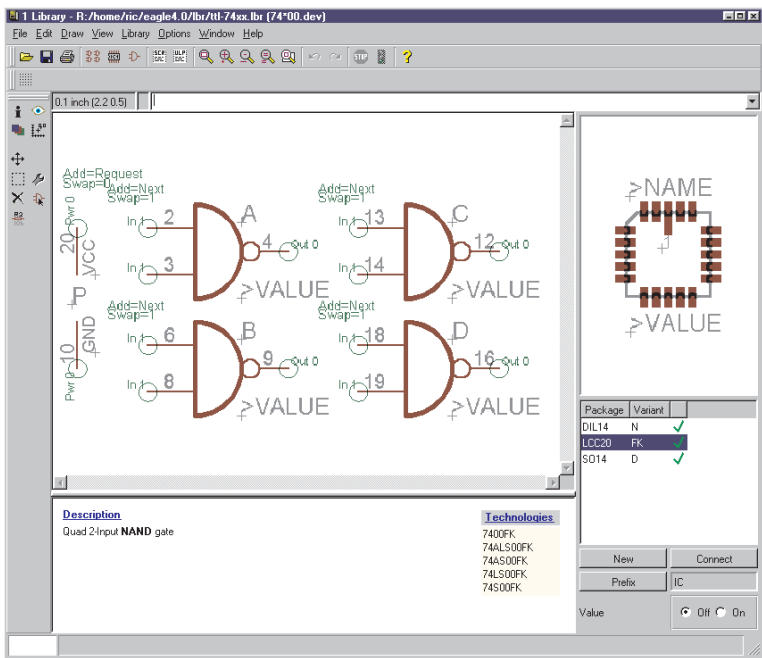 1 Library - R:/home/ric/eagle4.0/lbr/ttl-74xx.lbr (74*00.dev)
File Edit Draw View Library Options Window Help
SCR: ULP:
STOP
0.1 inch (2.2 0.5)
Add=Request
Swap=0
Add=Next
Swap=1
Add=Next
Swap=1
Pwr 0
20
VCC
In 1 2
In 1 3
A
4 Out 0
>VALUE
In 1 13
In 1 14
C
12 Out 0
>VALUE
P
Add=Next
Swap=1
Add=Next
Swap=1
GND
10
Pwr 0
In 1 6
In 1 8
B
9 Out 0
>VALUE
In 1 18
In 1 19
D
16 Out 0
>VALUE
>NAME
>VALUE
Package Variant
DIL14 N
LCC20 FK
SO14 D
Description
Quad 2-Input NAND gate
Technologies
7400FK
74ALS00FK
74AS00FK
74LS00FK
74S00FK
New Connect
Prefix IC
Value Off On